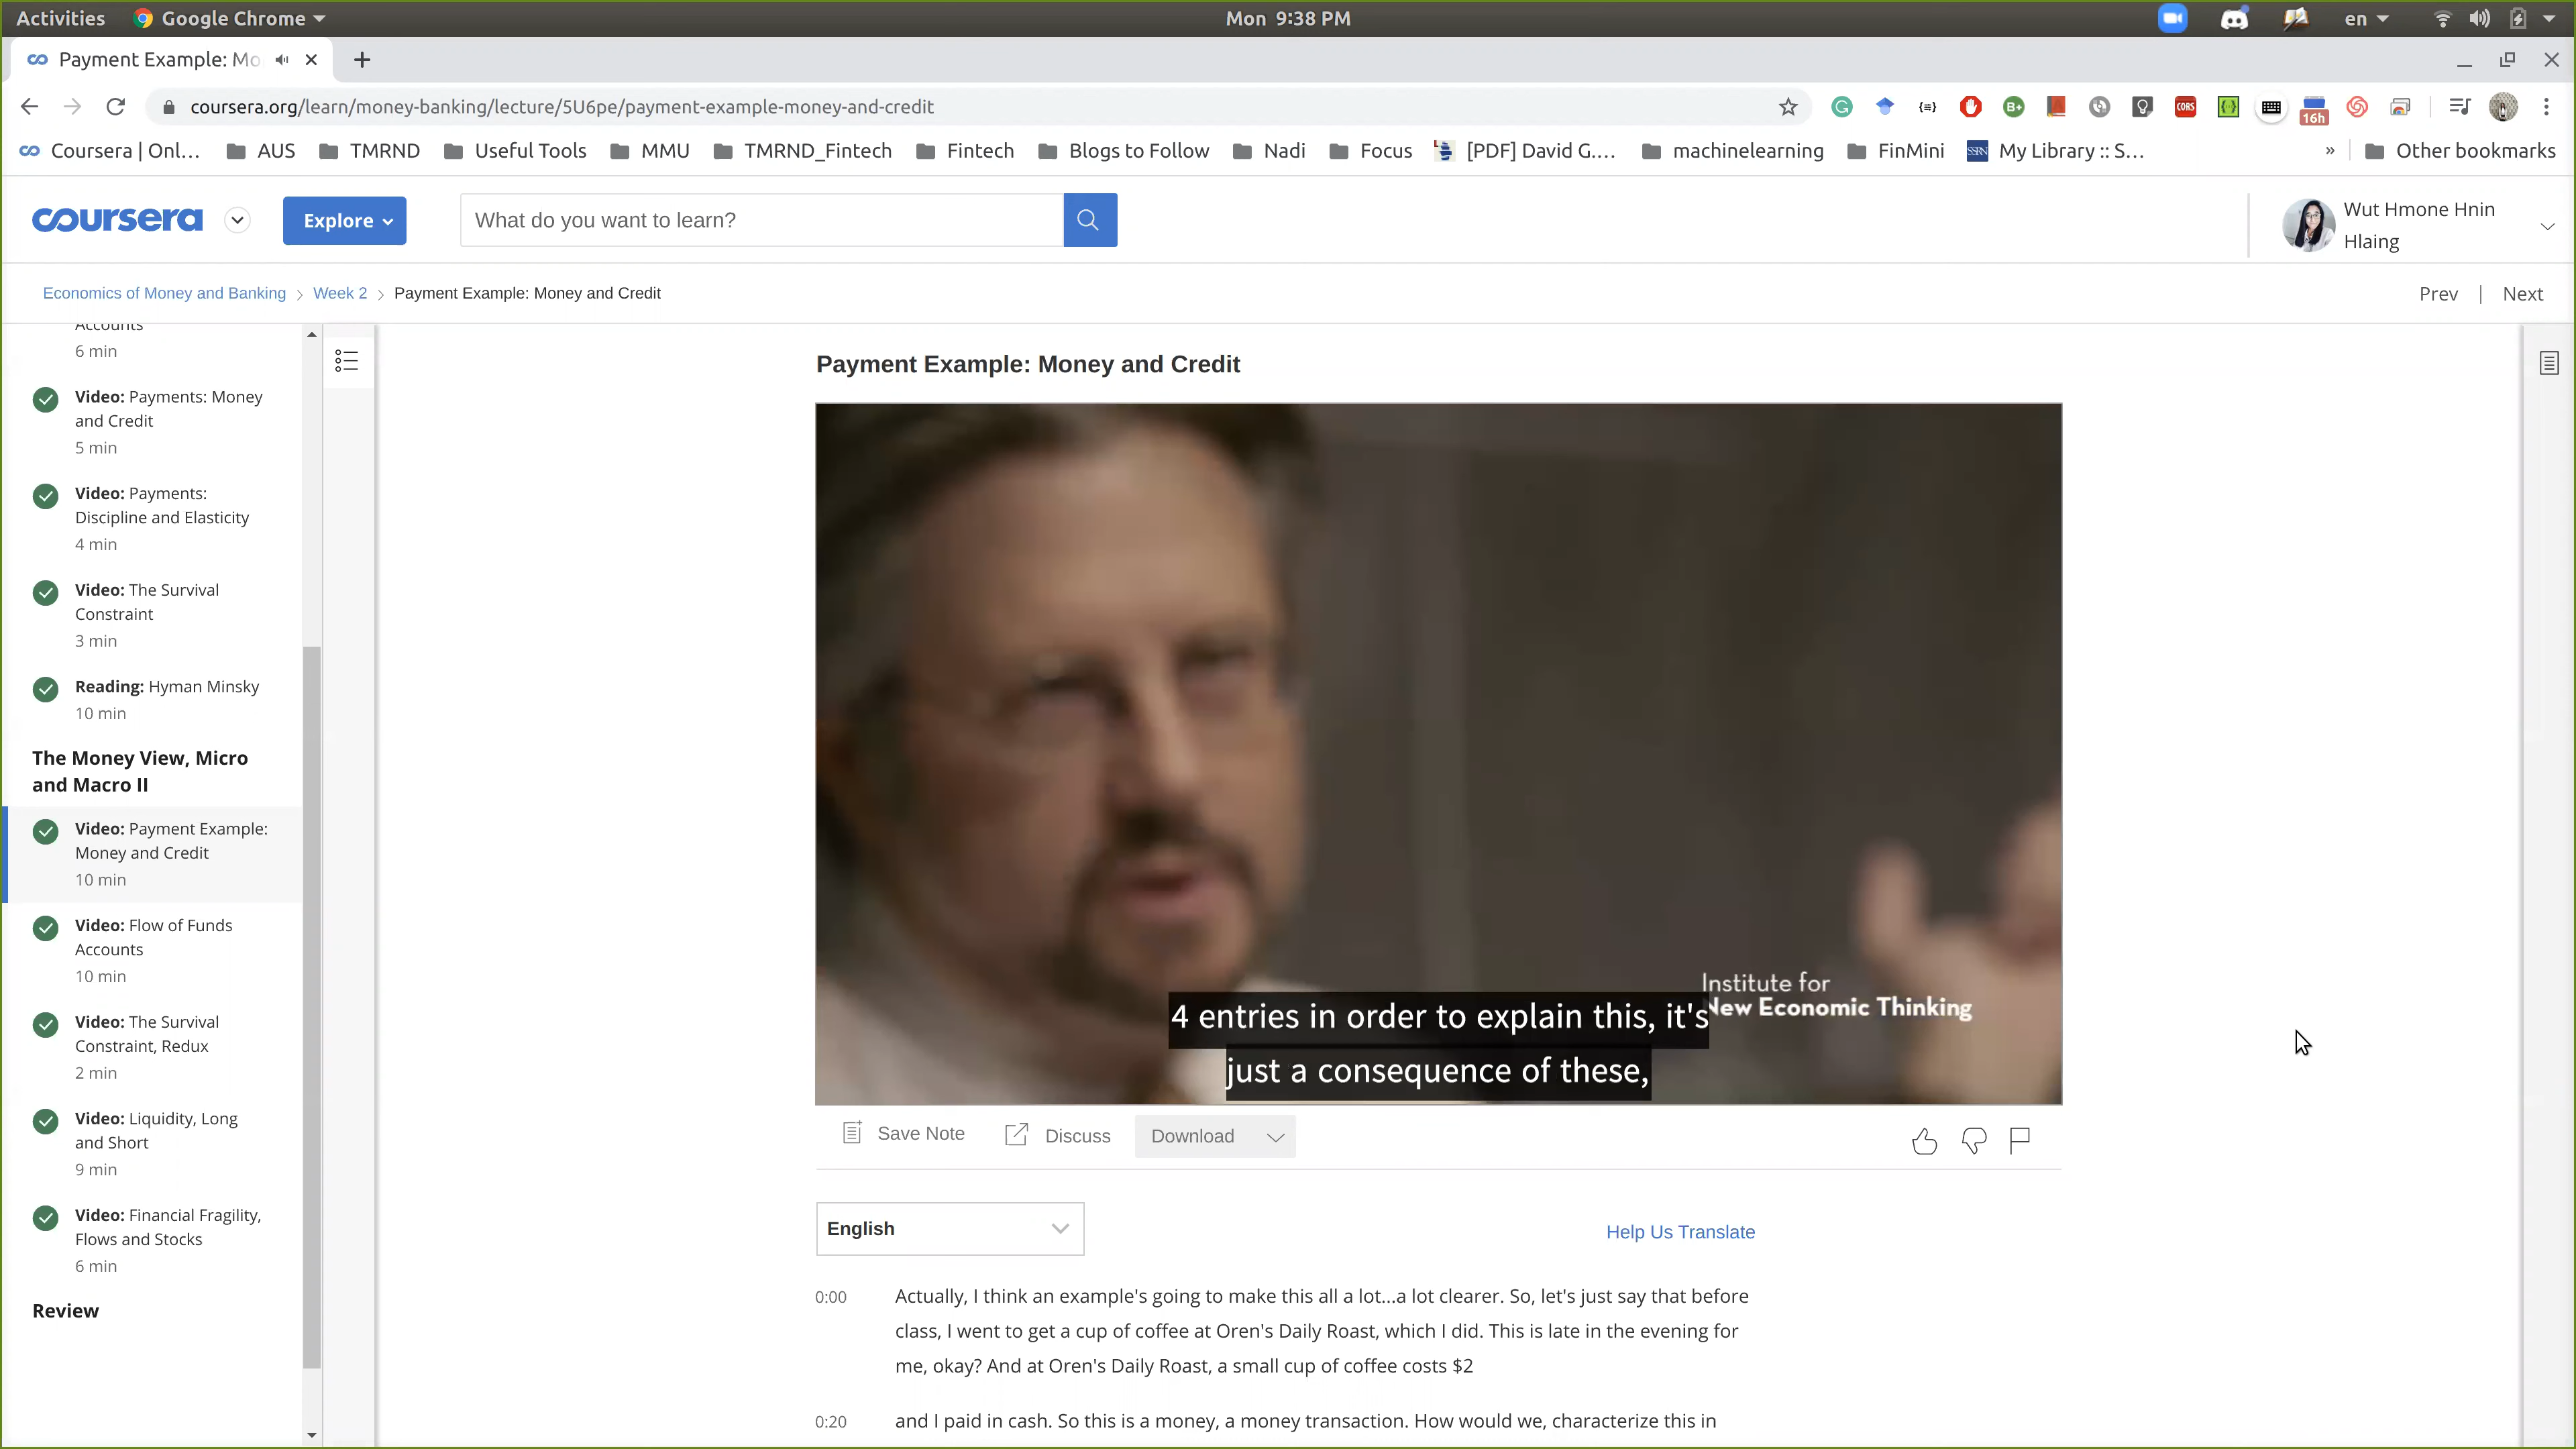 Activities Google Chrome Mon 9:38 PM en
Payment Example: Mo
coursera.org/learn/money-banking/lecture/5U6pe/payment-example-money-and-credit
16h
Coursera | Onl... AUS TMRND Useful Tools MMU TMRND_Fintech Fintech Blogs to Follow Nadi Focus [PDF] David G.... machinelearning FinMini My Library :: S... » Other bookmarks
coursera Explore What do you want to learn? Wut Hmone Hnin
Hlaing
Economics of Money and Banking > Week 2 > Payment Example: Money and Credit Prev | Next
Accounts
6 min
Video: Payments: Money
and Credit
5 min
Video: Payments:
Discipline and Elasticity
4 min
Video: The Survival
Constraint
3 min
Reading: Hyman Minsky
10 min
The Money View, Micro
and Macro II
Video: Payment Example:
Money and Credit
10 min
Video: Flow of Funds
Accounts
10 min
Video: The Survival
Constraint, Redux
2 min
Video: Liquidity, Long
and Short
9 min
Video: Financial Fragility,
Flows and Stocks
6 min
Review
Payment Example: Money and Credit
Institute for
New Economic Thinking
4 entries in order to explain this, it's
just a consequence of these,
Save Note Discuss Download
English Help Us Translate
0:00 Actually, I think an example's going to make this all a lot...a lot clearer. So, let's just say that before
class, I went to get a cup of coffee at Oren's Daily Roast, which I did. This is late in the evening for
me, okay? And at Oren's Daily Roast, a small cup of coffee costs $2
0:20 and I paid in cash. So this is a money, a money transaction. How would we, characterize this in